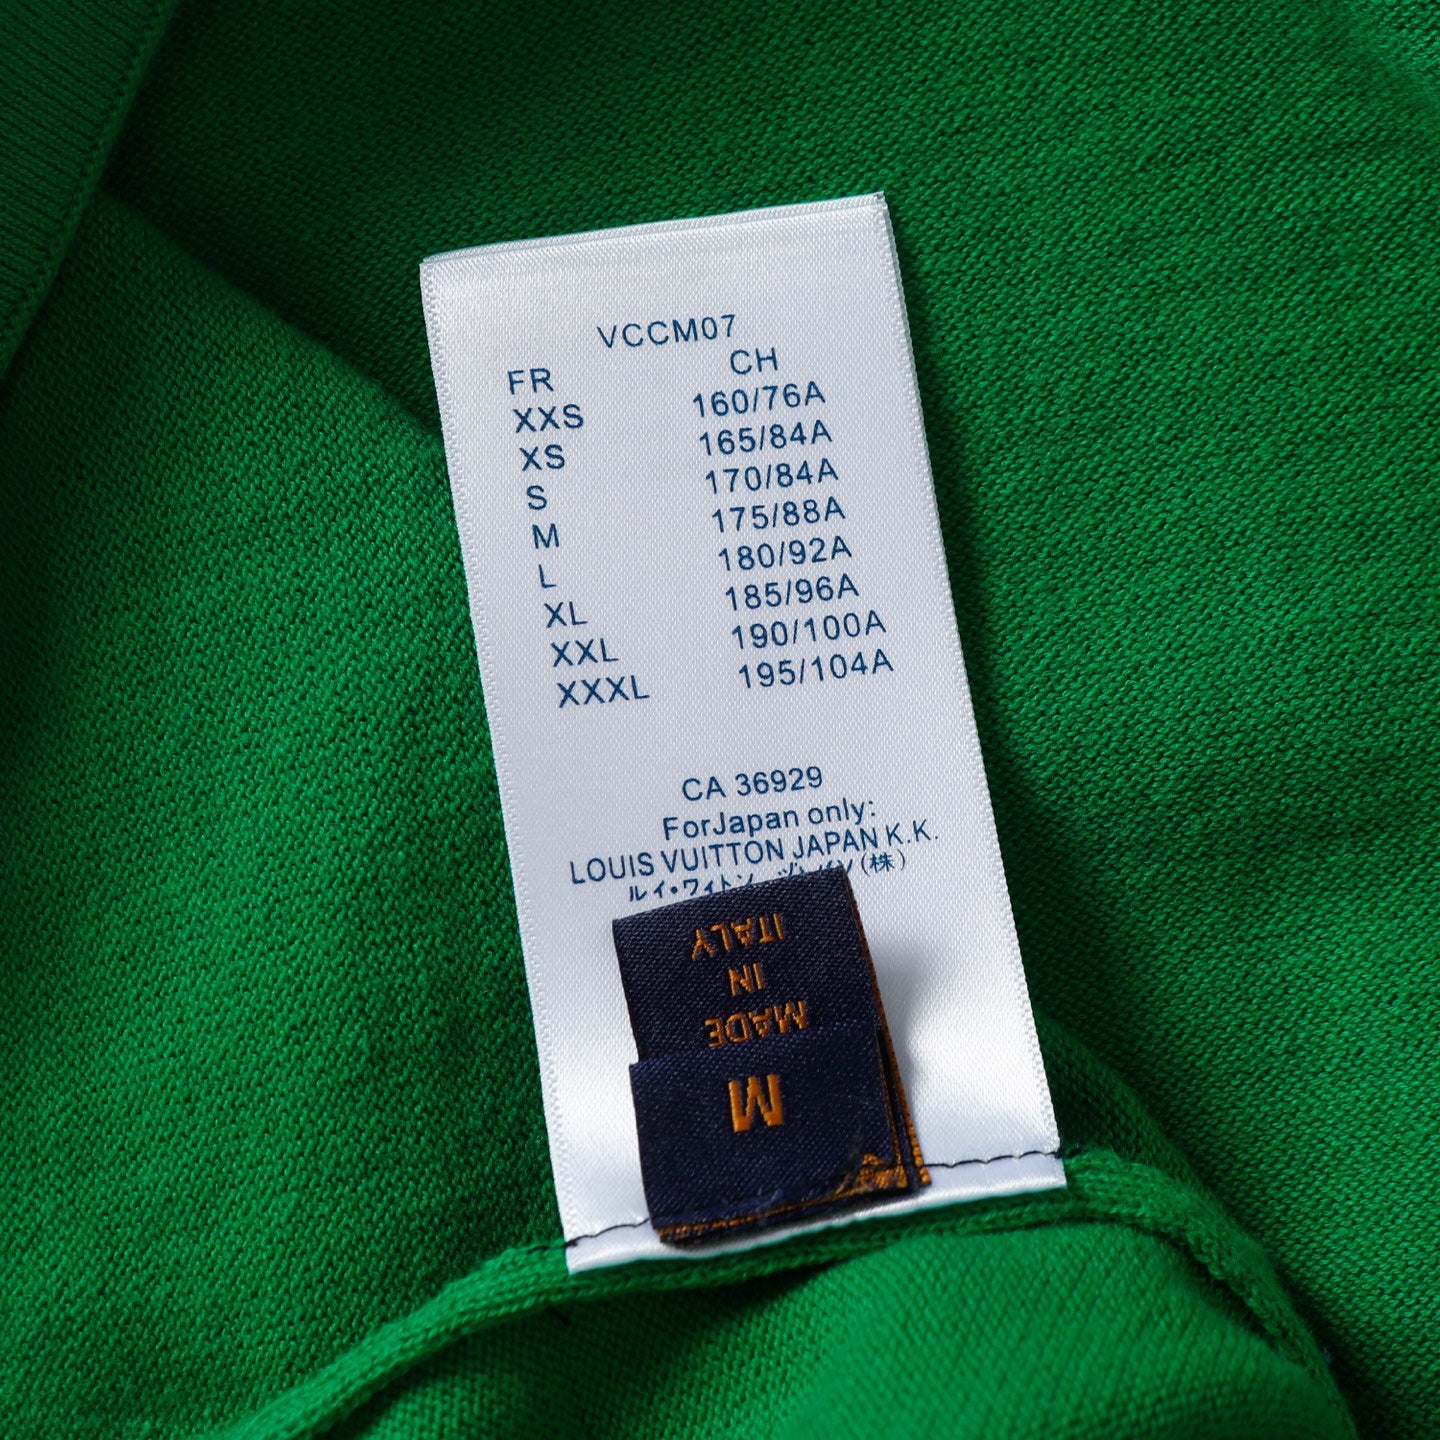 VCCM07
FR CH
XXS 160/76A
XS 165/84A
S 170/84A
M 175/88A
L 180/92A
XL 185/96A
XXL 190/100A
XXXL 195/104A
CA 36929
ForJapan only:
LOUIS VUITTON JAPAN K.K.
(株)
M
MADE
IN
ITALY